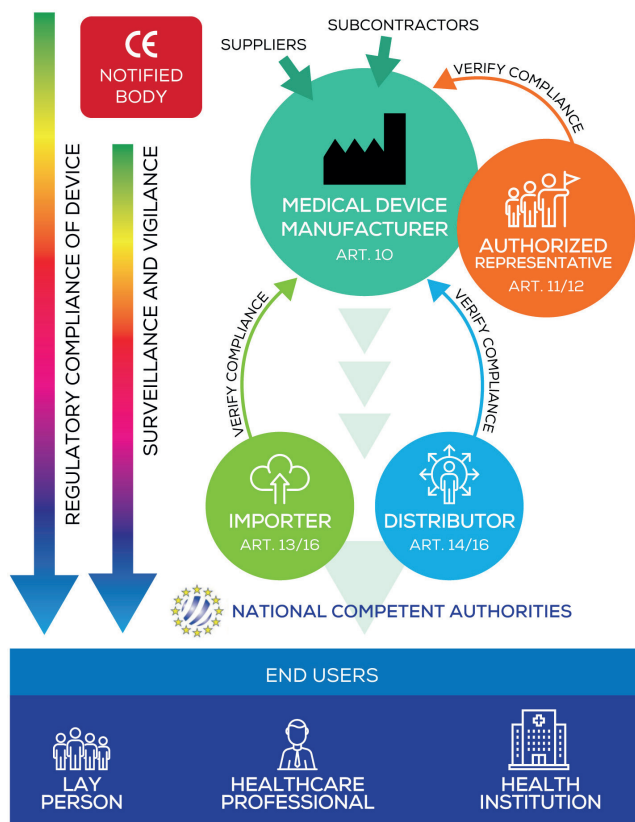 CE
NOTIFIED
BODY
SUBCONTRACTORS
SUPPLIERS
VERIFY COMPLIANCE
MEDICAL DEVICE
MANUFACTURER
ART. 10
AUTHORIZED
REPRESENTATIVE
ART. 11/12
REGULATORY COMPLIANCE OF DEVICE
SURVEILLANCE AND VIGILANCE
VERIFY COMPLIANCE
VERIFY COMPLIANCE
IMPORTER
ART. 13/16
DISTRIBUTOR
ART. 14/16
NATIONAL COMPETENT AUTHORITIES
END USERS
LAY
PERSON
HEALTHCARE
PROFESSIONAL
HEALTH
INSTITUTION